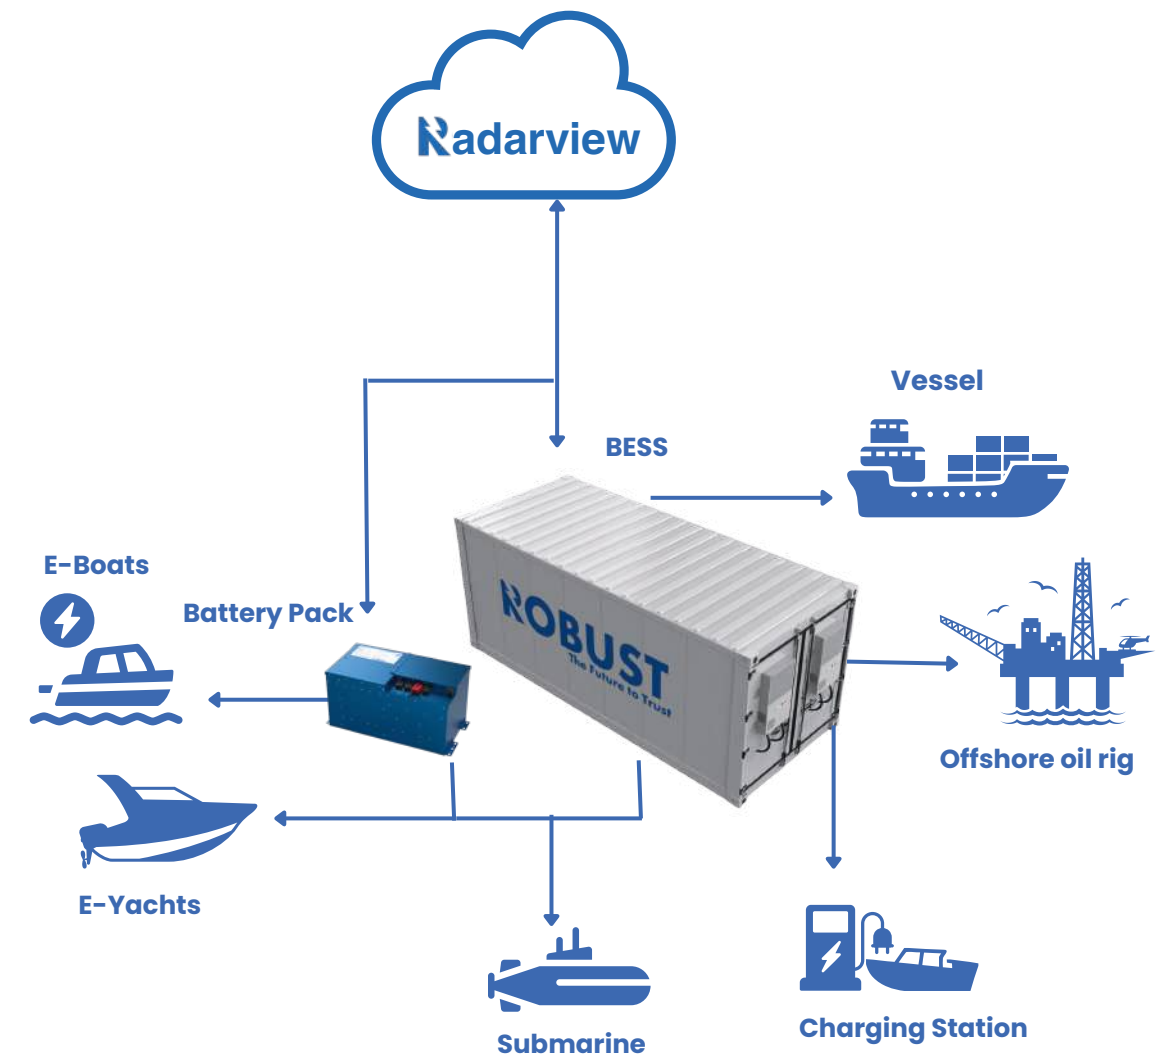 Radarview
Vessel
BESS
E-Boats
Battery Pack
ROBUST
The Future to Trust
Offshore oil rig
E-Yachts
Charging Station
Submarine